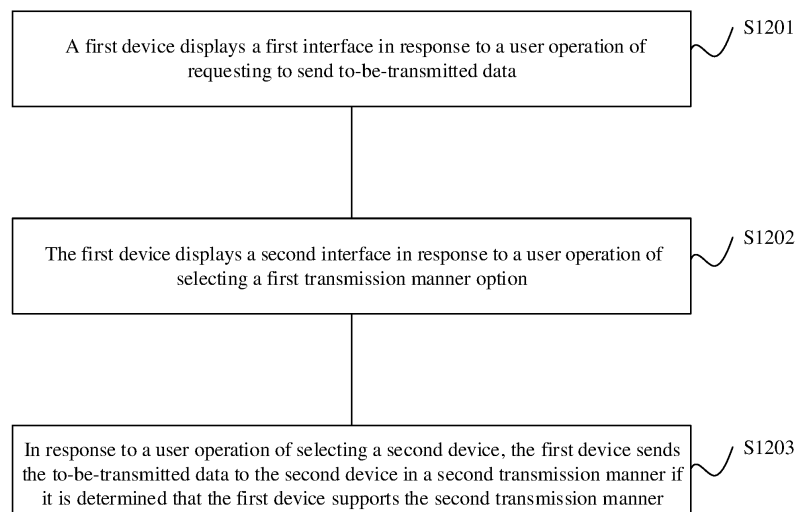 A first device displays a first interface in response to a user operation of
requesting to send to-be-transmitted data
S1201
The first device displays a second interface in response to a user operation of
selecting a first transmission manner option
S1202
In response to a user operation of selecting a second device, the first device sends
the to-be-transmitted data to the second device in a second transmission manner if
it is determined that the first device supports the second transmission manner
S1203